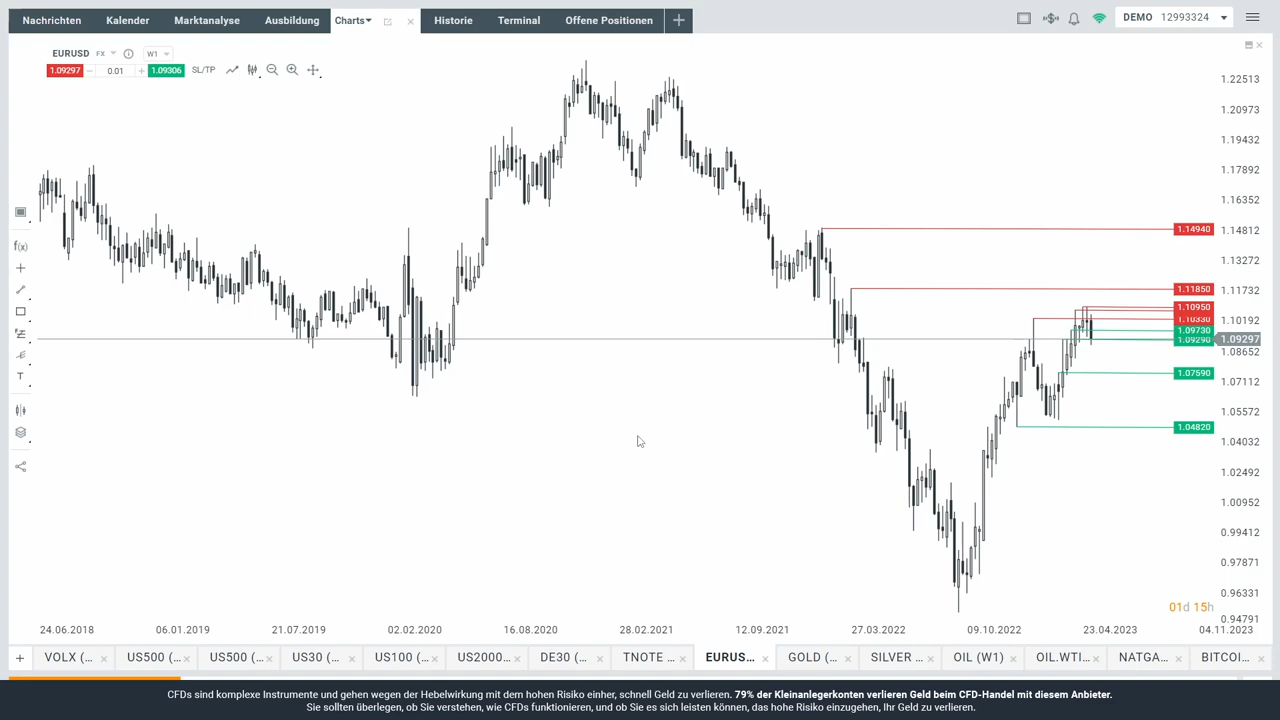 Nachrichten Kalender Marktanalyse Ausbildung Charts Historie Terminal Offene Positionen DEMO 12993324
EURUSD FX W1
1.09297 0.01 1.09306 SL/TP
1.22513
1.20973
1.19432
1.17892
1.16352
1.14940 1.14811
1.13272
1.11850 1.11732
1.10950
1.10330 1.10192
1.09730
1.09290 1.09297
1.08652
1.07590 1.07112
1.05572
1.04820 1.04032
1.02492
1.00952
0.99412
0.97871
0.96331
01d 15h
0.94791
24.06.2018 06.01.2019 21.07.2019 02.02.2020 16.08.2020 28.02.2021 12.09.2021 27.03.2022 09.10.2022 23.04.2023 04.11.2023
VOLX (... US500 (... US500 (... US30 (... US100 (... US2000... DE30 (... TNOTE ... EURUS... GOLD (... SILVER ... OIL (W1) OIL.WTI... NATGA... BITCOI...
CFDs sind komplexe Instrumente und gehen wegen der Hebelwirkung mit dem hohen Risiko einher, schnell Geld zu verlieren. 79% der Kleinanlegerkonten verlieren Geld beim CFD-Handel mit diesem Anbieter.
Sie sollten überlegen, ob Sie verstehen, wie CFDs funktionieren, und ob Sie es sich leisten können, das hohe Risiko einzugehen, Ihr Geld zu verlieren.